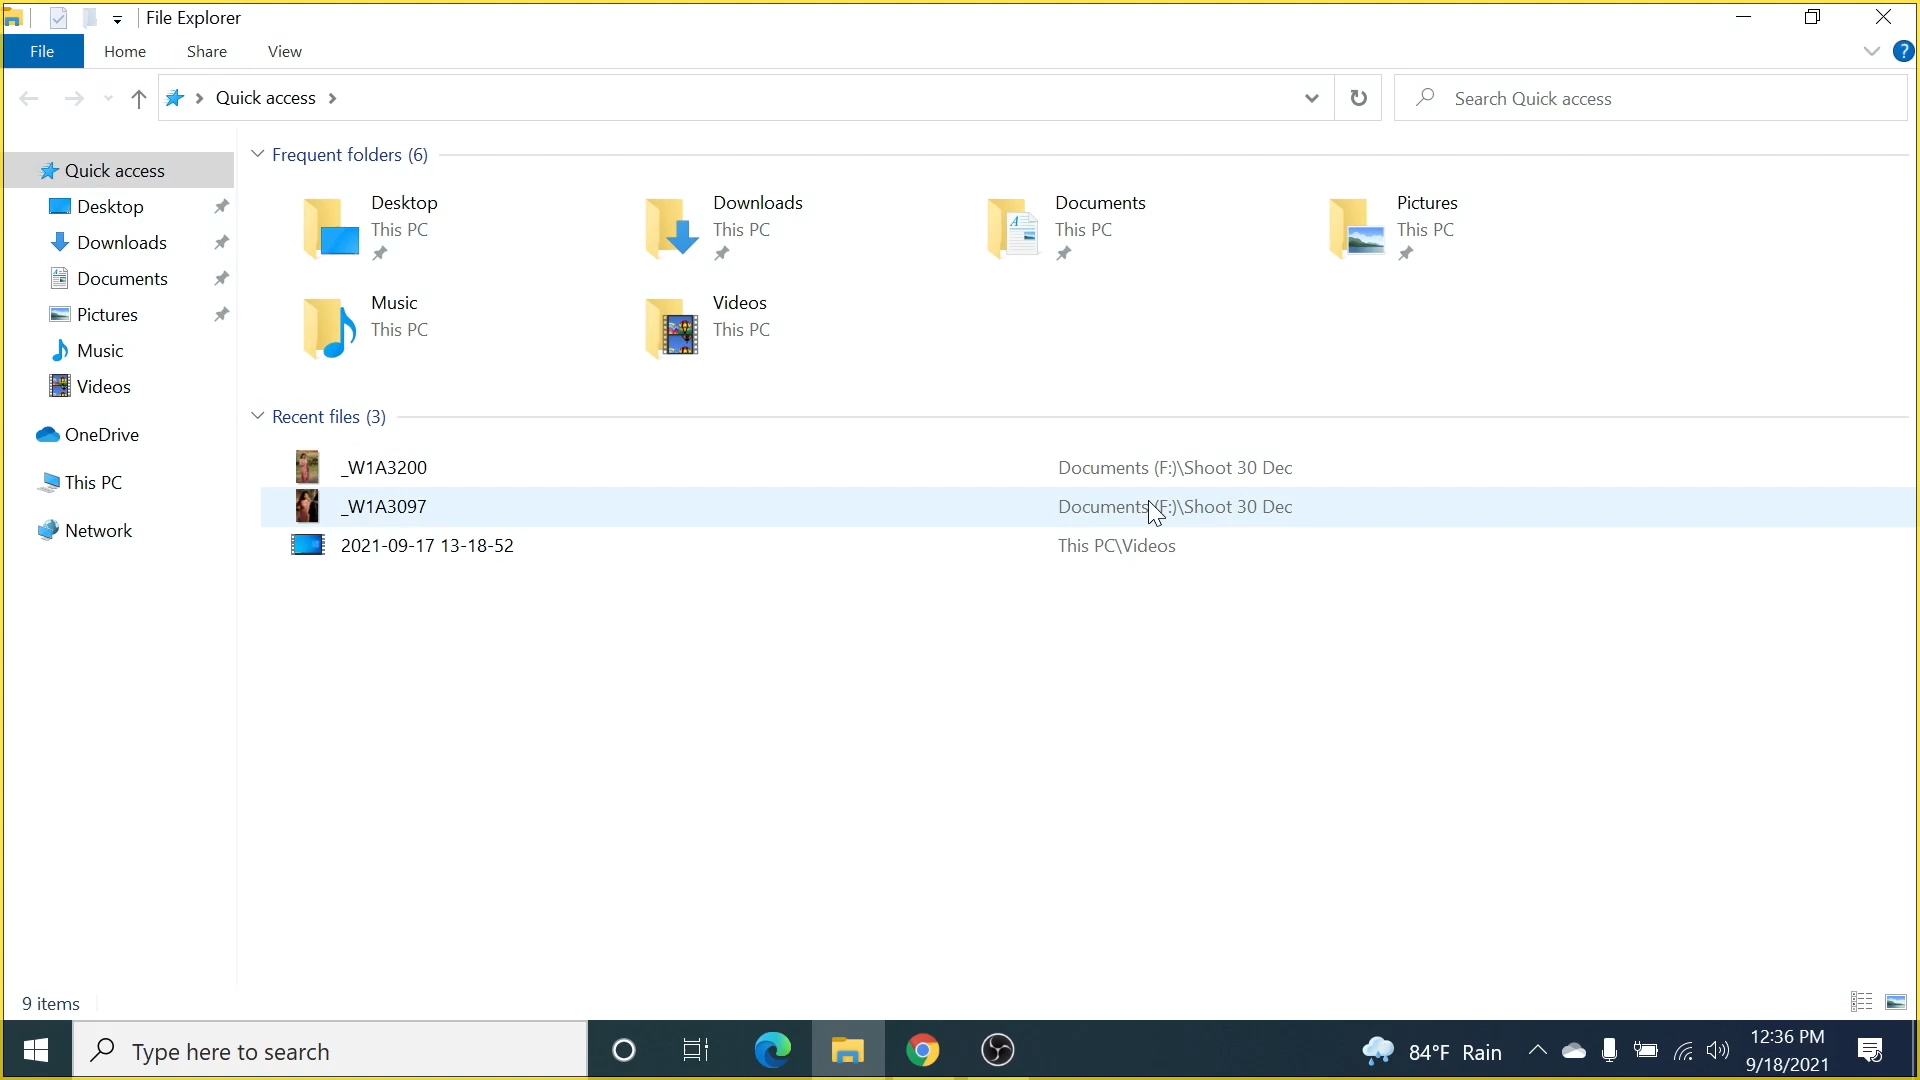 File Explorer
File Home Share View
?
Quick access
Search Quick access
Quick access
Desktop
Downloads
Documents
Pictures
Music
Videos
OneDrive
This PC
Network
Frequent folders (6)
Desktop
This PC
Downloads
This PC
Documents
This PC
Pictures
This PC
Music
This PC
Videos
This PC
Recent files (3)
_W1A3200 Documents (F:)\Shoot 30 Dec
_W1A3097 Documents (F:)\Shoot 30 Dec
2021-09-17 13-18-52 This PC\Videos
9 items
Type here to search
84°F Rain
12:36 PM
9/18/2021